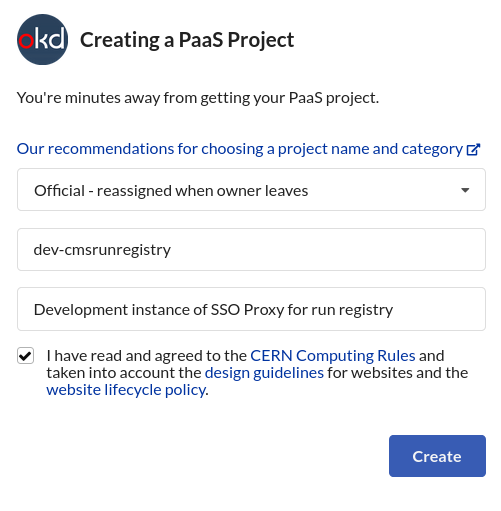 okd
Creating a PaaS Project
You're minutes away from getting your PaaS project.
Our recommendations for choosing a project name and category
Official - reassigned when owner leaves
dev-cmsrunregistry
Development instance of SSO Proxy for run registry
I have read and agreed to the CERN Computing Rules and
taken into account the design guidelines for websites and the
website lifecycle policy.
Create